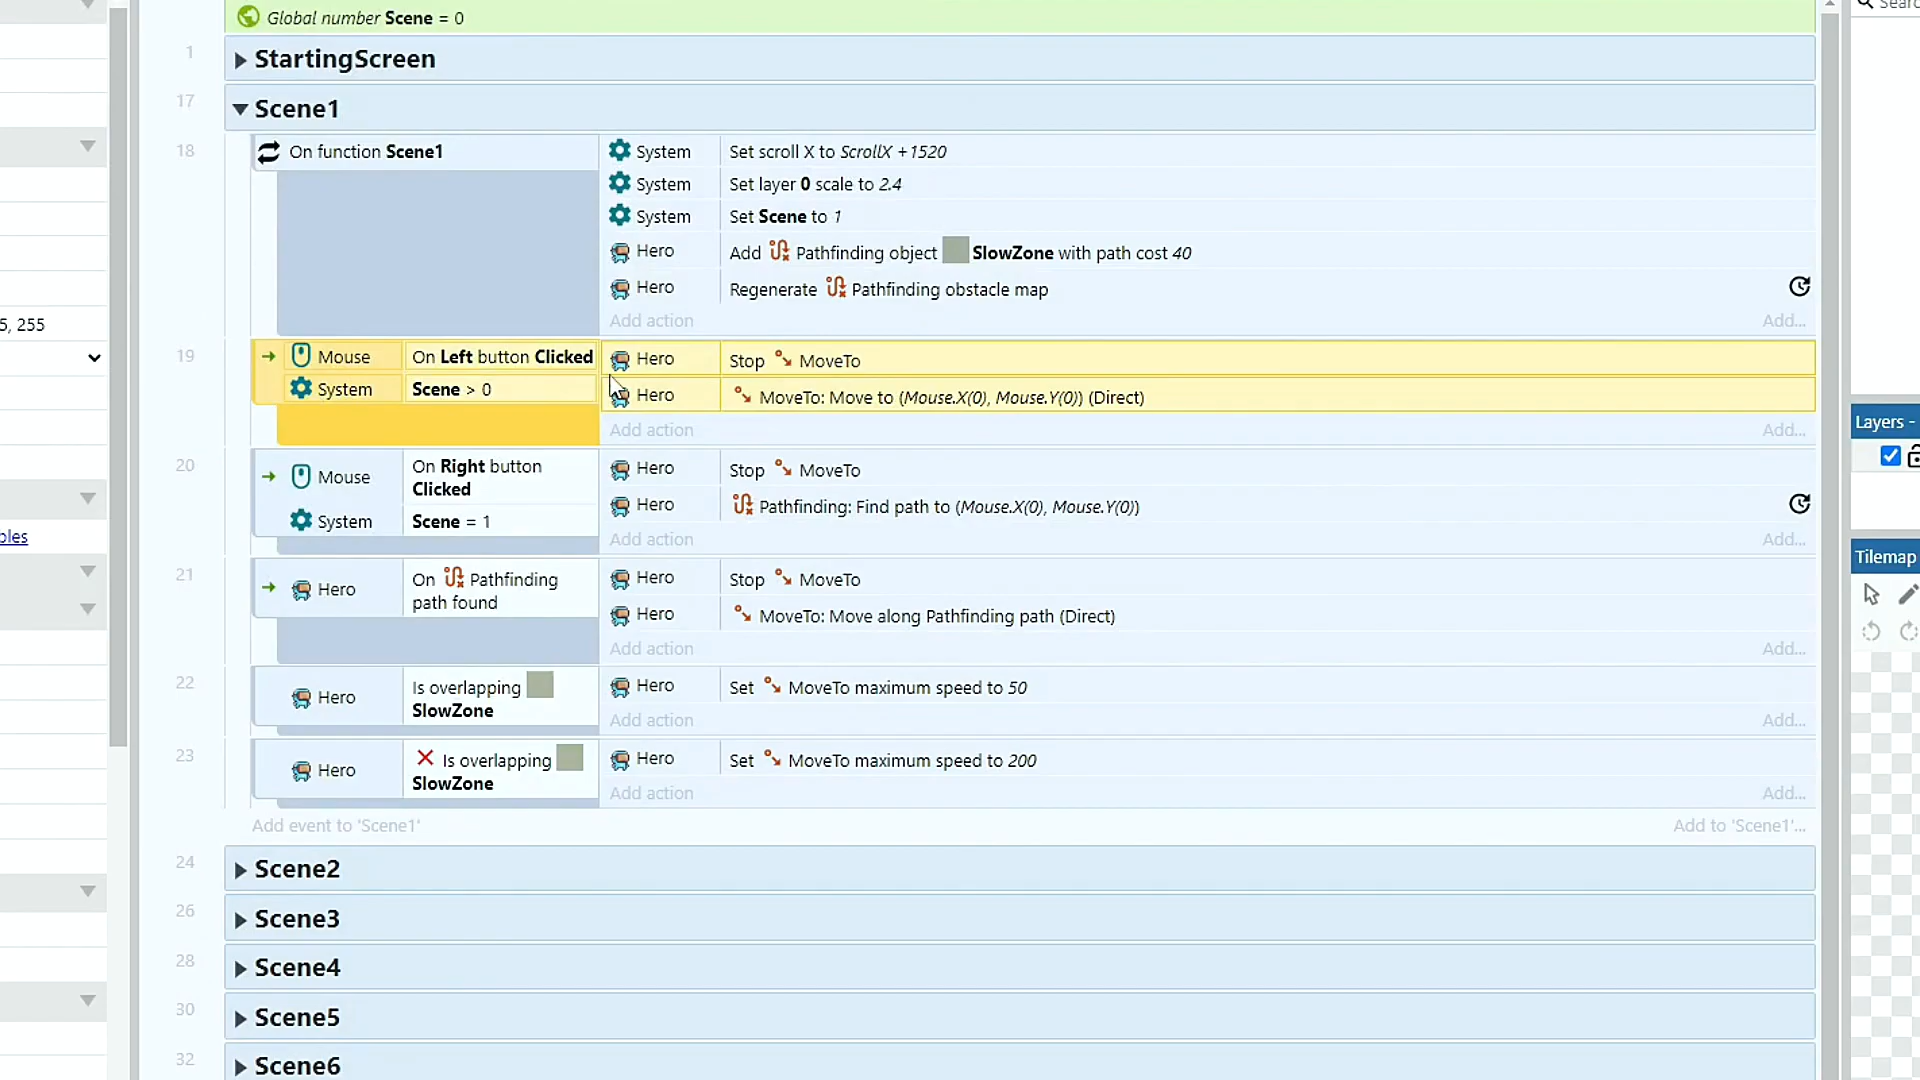 Global number Scene = 0
Searc
1
StartingScreen
17
Scene1
18
On function Scene1
System Set scroll X to ScrollX +1520
System Set layer 0 scale to 2.4
System Set Scene to 1
Hero Add Pathfinding object SlowZone with path cost 40
Hero Regenerate Pathfinding obstacle map
Add action Add...
5, 255
19
Mouse On Left button Clicked
System Scene > 0
Hero Stop MoveTo
Hero MoveTo: Move to (Mouse.X(0), Mouse.Y(0)) (Direct)
Add action Add...
Layers -
20
Mouse On Right button
Clicked
System Scene = 1
Hero Stop MoveTo
Hero Pathfinding: Find path to (Mouse.X(0), Mouse.Y(0))
Add action Add...
bles
Tilemap
21
Hero On Pathfinding
path found
Hero Stop MoveTo
Hero MoveTo: Move along Pathfinding path (Direct)
Add action Add...
22
Hero Is overlapping
SlowZone
Hero Set MoveTo maximum speed to 50
Add action Add...
23
Hero Is overlapping
SlowZone
Hero Set MoveTo maximum speed to 200
Add action Add...
Add event to 'Scene1' Add to 'Scene1'...
24
Scene2
26
Scene3
28
Scene4
30
Scene5
32
Scene6